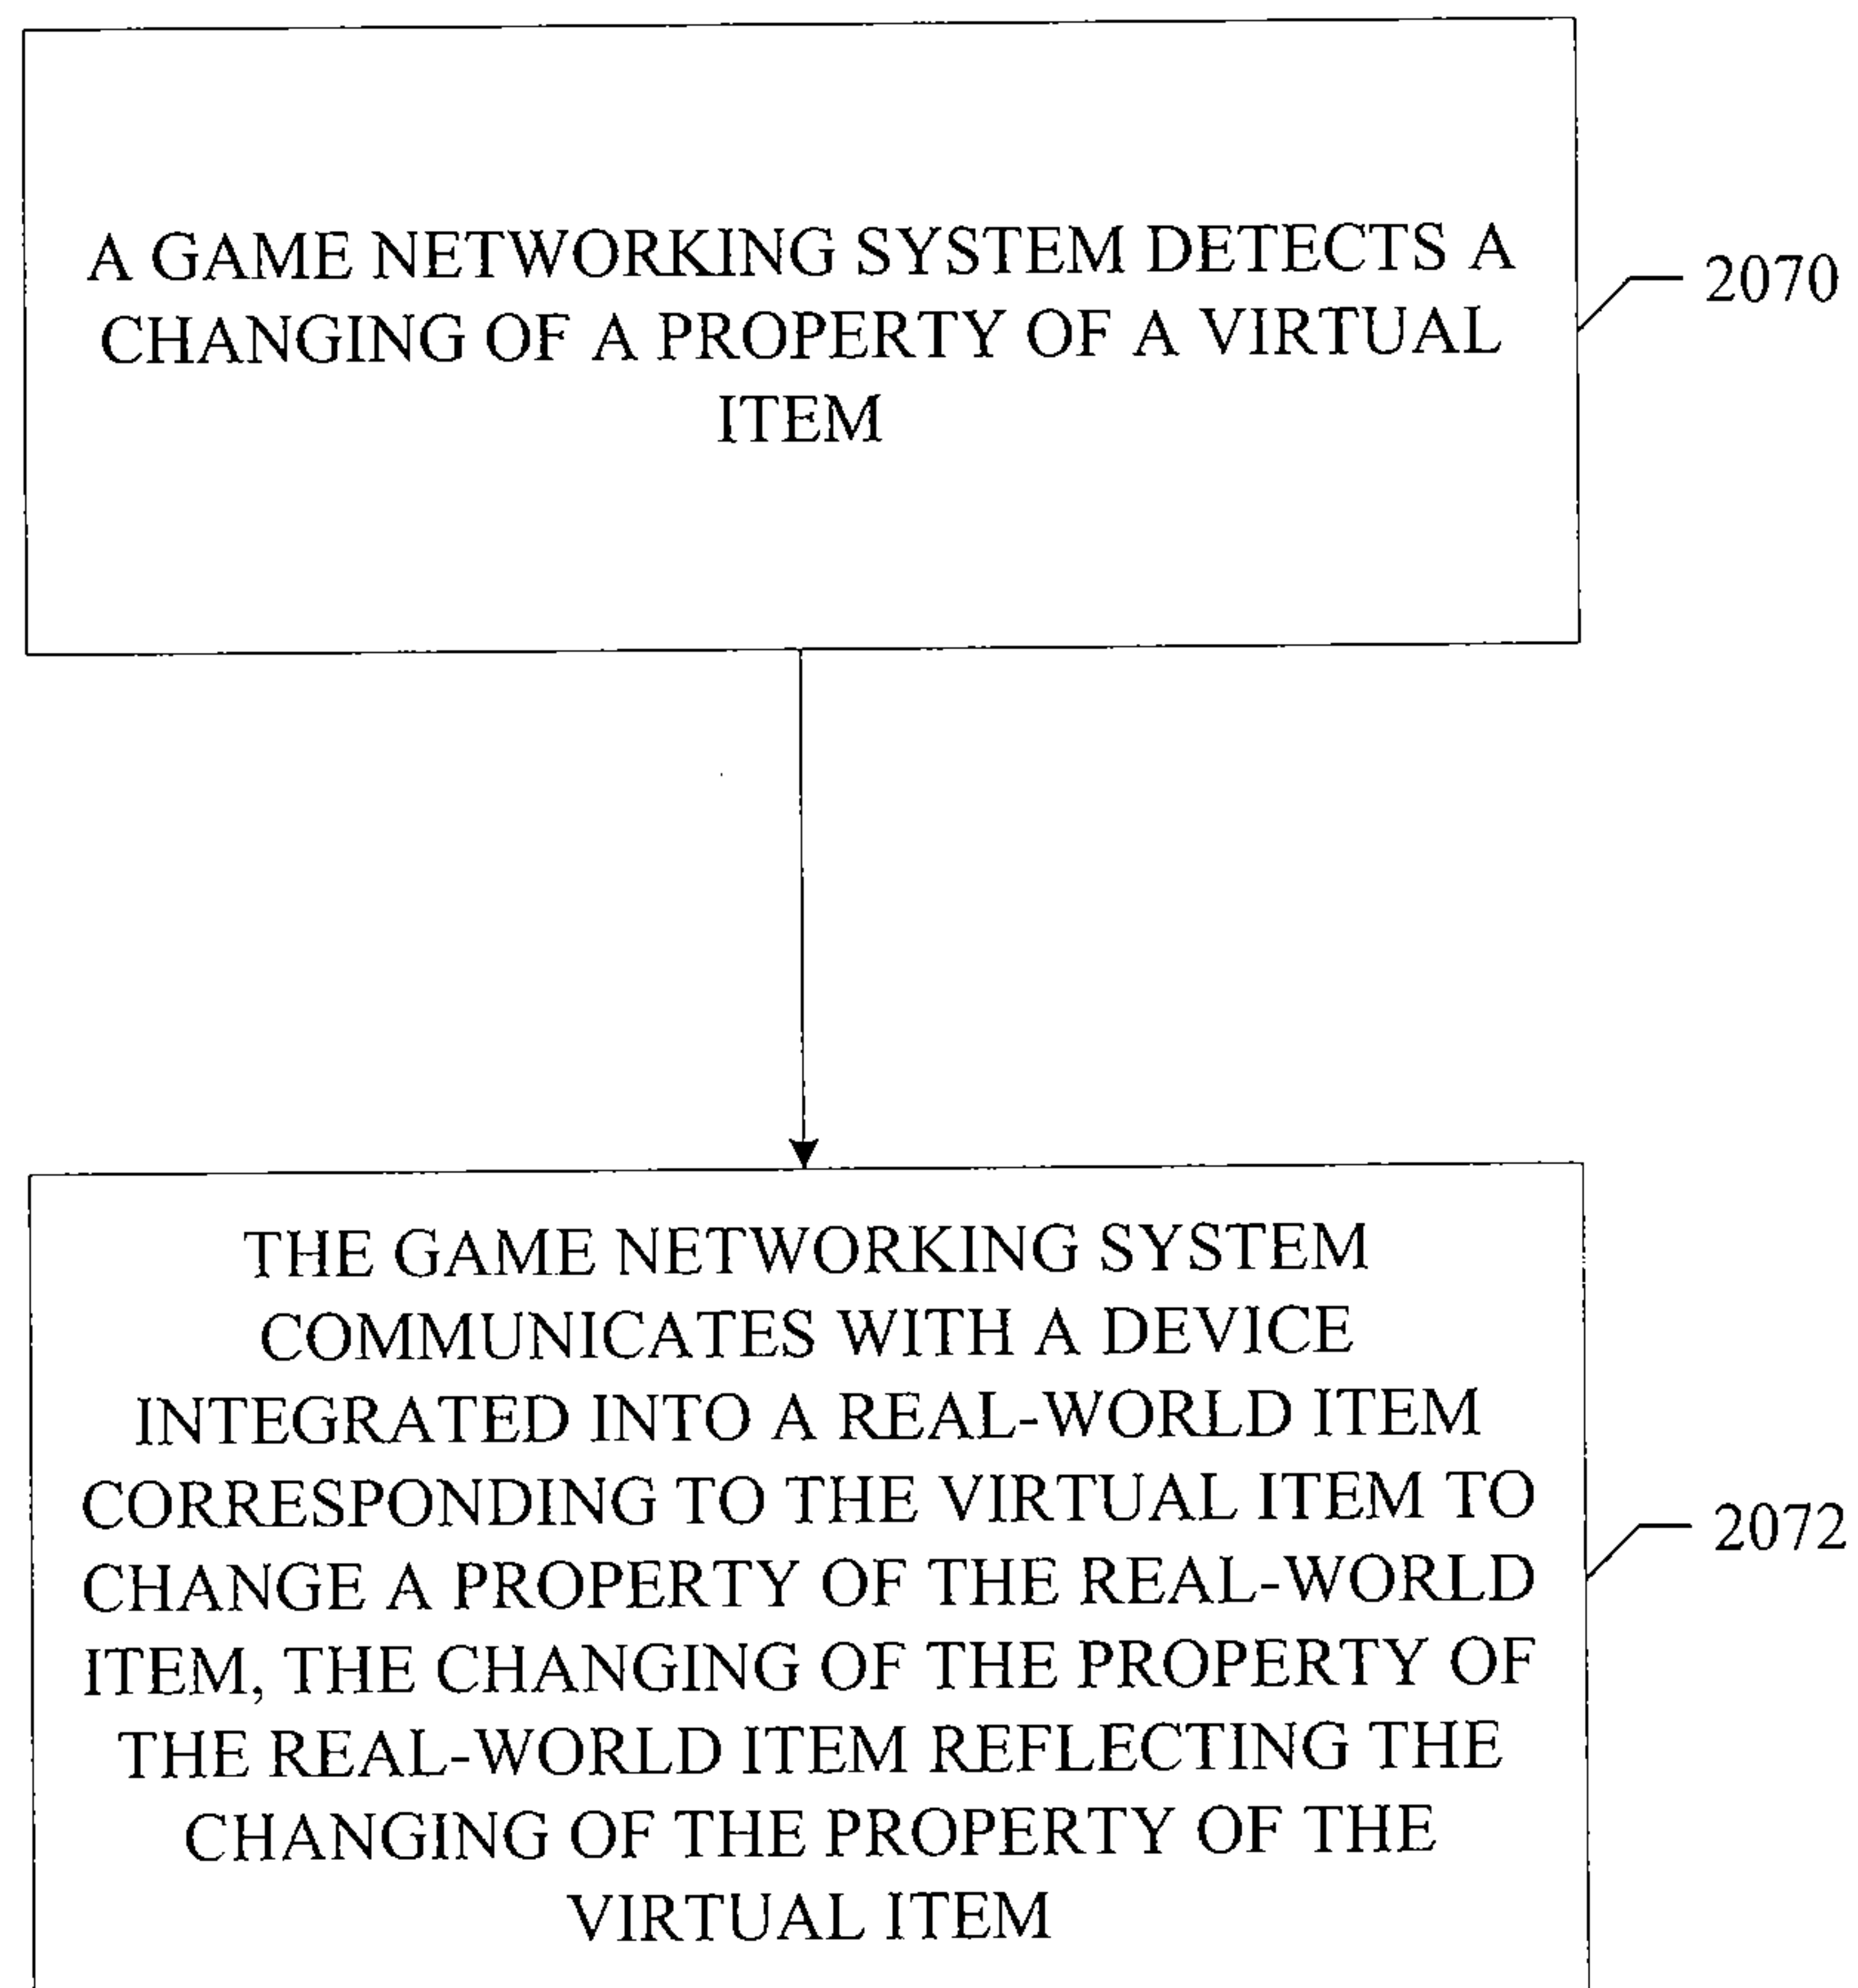 A GAME NETWORKING SYSTEM DETECTS A
CHANGING OF A PROPERTY OF A VIRTUAL
ITEM
2070
THE GAME NETWORKING SYSTEM
COMMUNICATES WITH A DEVICE
INTEGRATED INTO A REAL-WORLD ITEM
CORRESPONDING TO THE VIRTUAL ITEM TO
CHANGE A PROPERTY OF THE REAL-WORLD
ITEM, THE CHANGING OF THE PROPERTY OF
THE REAL-WORLD ITEM REFLECTING THE
CHANGING OF THE PROPERTY OF THE
VIRTUAL ITEM
2072